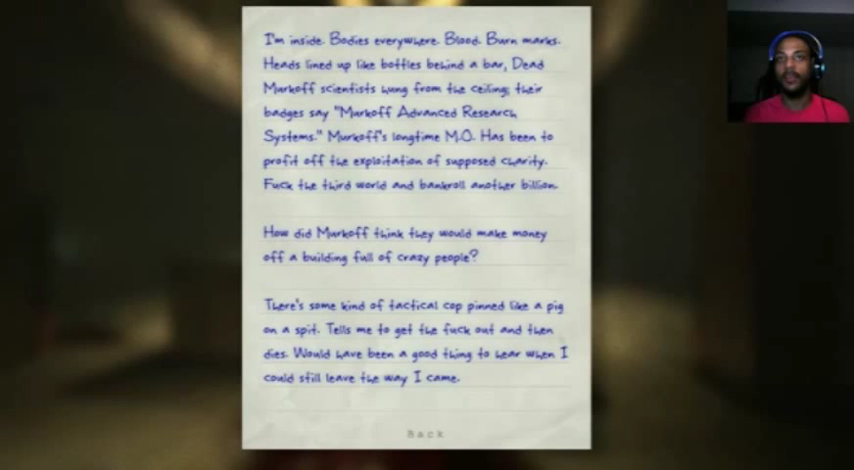 I'm inside. Bodies everywhere. Blood. Burn marks.
Heads lined up like bottles behind a bar, Dead
Murkoff scientists hung from the ceiling; their
badges say "Murkoff Advanced Research
Systems." Murkoff's longtime M.O. Has been to
profit off the exploitation of supposed charity.
Fuck the third world and bankroll another billion.
How did Murkoff think they would make money
off a building full of crazy people?
There's some kind of tactical cop pinned like a pig
on a spit. Tells me to get the fuck out and then
dies. Would have been a good thing to hear when I
could still leave the way I came.
Back